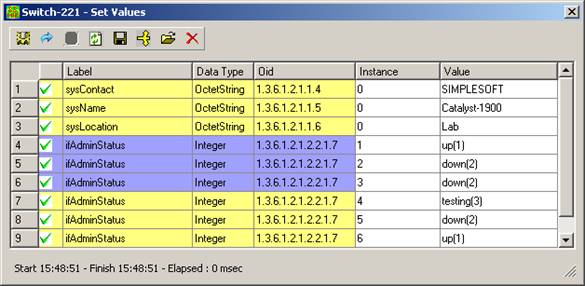 Switch-221 - Set Values
Label Data Type Oid Instance Value
1 sysContact OctetString 1.3.6.1.2.1.1.4 0 SIMPLESOFT
2 sysName OctetString 1.3.6.1.2.1.1.5 0 Catalyst-1900
3 sysLocation OctetString 1.3.6.1.2.1.1.6 0 Lab
4 ifAdminStatus Integer 1.3.6.1.2.1.2.2.1.7 1 up(1)
5 ifAdminStatus Integer 1.3.6.1.2.1.2.2.1.7 2 down(2)
6 ifAdminStatus Integer 1.3.6.1.2.1.2.2.1.7 3 down(2)
7 ifAdminStatus Integer 1.3.6.1.2.1.2.2.1.7 4 testing(3)
8 ifAdminStatus Integer 1.3.6.1.2.1.2.2.1.7 5 down(2)
9 ifAdminStatus Integer 1.3.6.1.2.1.2.2.1.7 6 up(1)
Start 15:48:51 - Finish 15:48:51 - Elapsed : 0 msec